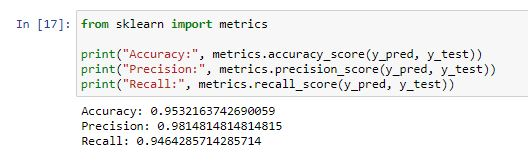 In [17]: from sklearn import metrics
print("Accuracy:", metrics.accuracy_score(y_pred, y_test))
print("Precision:", metrics.precision_score(y_pred, y_test))
print("Recall:", metrics.recall_score(y_pred, y_test))
Accuracy: 0.9532163742690059
Precision: 0.9814814814814815
Recall: 0.9464285714285714